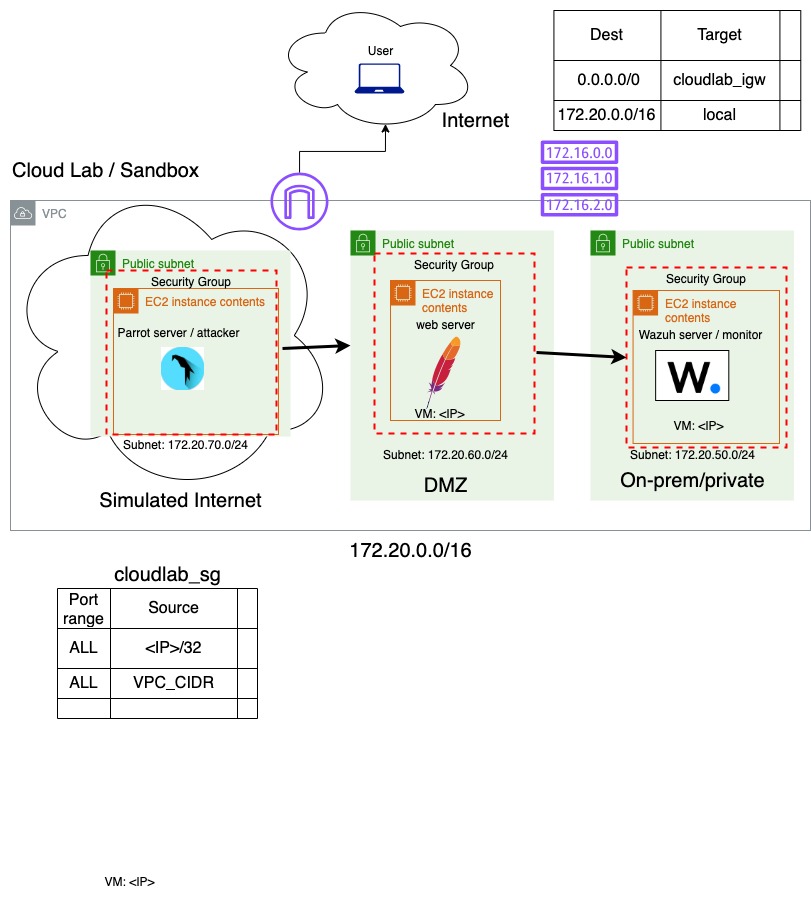 User
Internet
Dest Target
0.0.0.0/0 cloudlab_igw
172.20.0.0/16 local
172.16.0.0
172.16.1.0
172.16.2.0
Cloud Lab / Sandbox
VPC
Public subnet
Security Group
EC2 instance contents
Parrot server / attacker
Subnet: 172.20.70.0/24
Simulated Internet
Public subnet
Security Group
EC2 instance
contents
web server
VM: <IP>
Subnet: 172.20.60.0/24
DMZ
Public subnet
Security Group
EC2 instance
contents
Wazuh server / monitor
W.
VM: <IP>
Subnet: 172.20.50.0/24
On-prem/private
172.20.0.0/16
cloudlab_sg
Port
range
Source
ALL <IP>/32
ALL VPC_CIDR
VM: <IP>